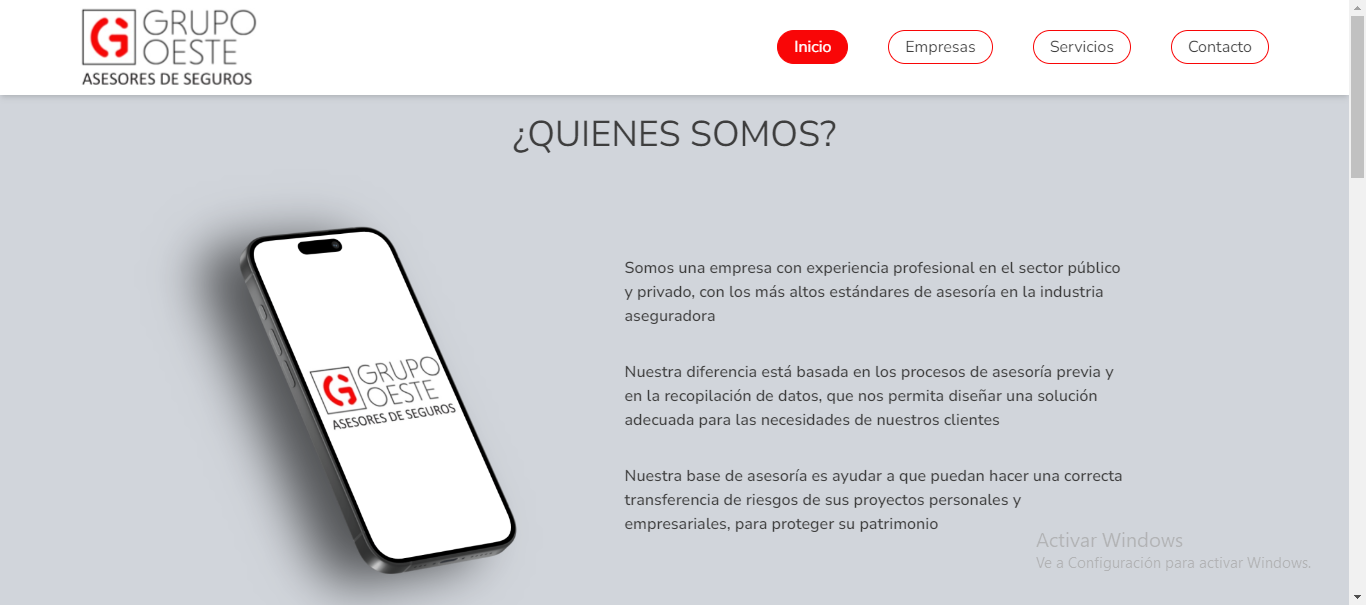 GRUPO
OESTE
ASESORES DE SEGUROS
Inicio
Empresas
Servicios
Contacto
¿QUIENES SOMOS?
GRUPO
OESTE
ASESORES DE SEGUROS
Somos una empresa con experiencia profesional en el sector público
y privado, con los más altos estándares de asesoría en la industria
aseguradora
Nuestra diferencia está basada en los procesos de asesoría previa y
en la recopilación de datos, que nos permita diseñar una solución
adecuada para las necesidades de nuestros clientes
Nuestra base de asesoría es ayudar a que puedan hacer una correcta
transferencia de riesgos de sus proyectos personales y
empresariales, para proteger su patrimonio
Activar Windows
Ve a Configuración para activar Windows.